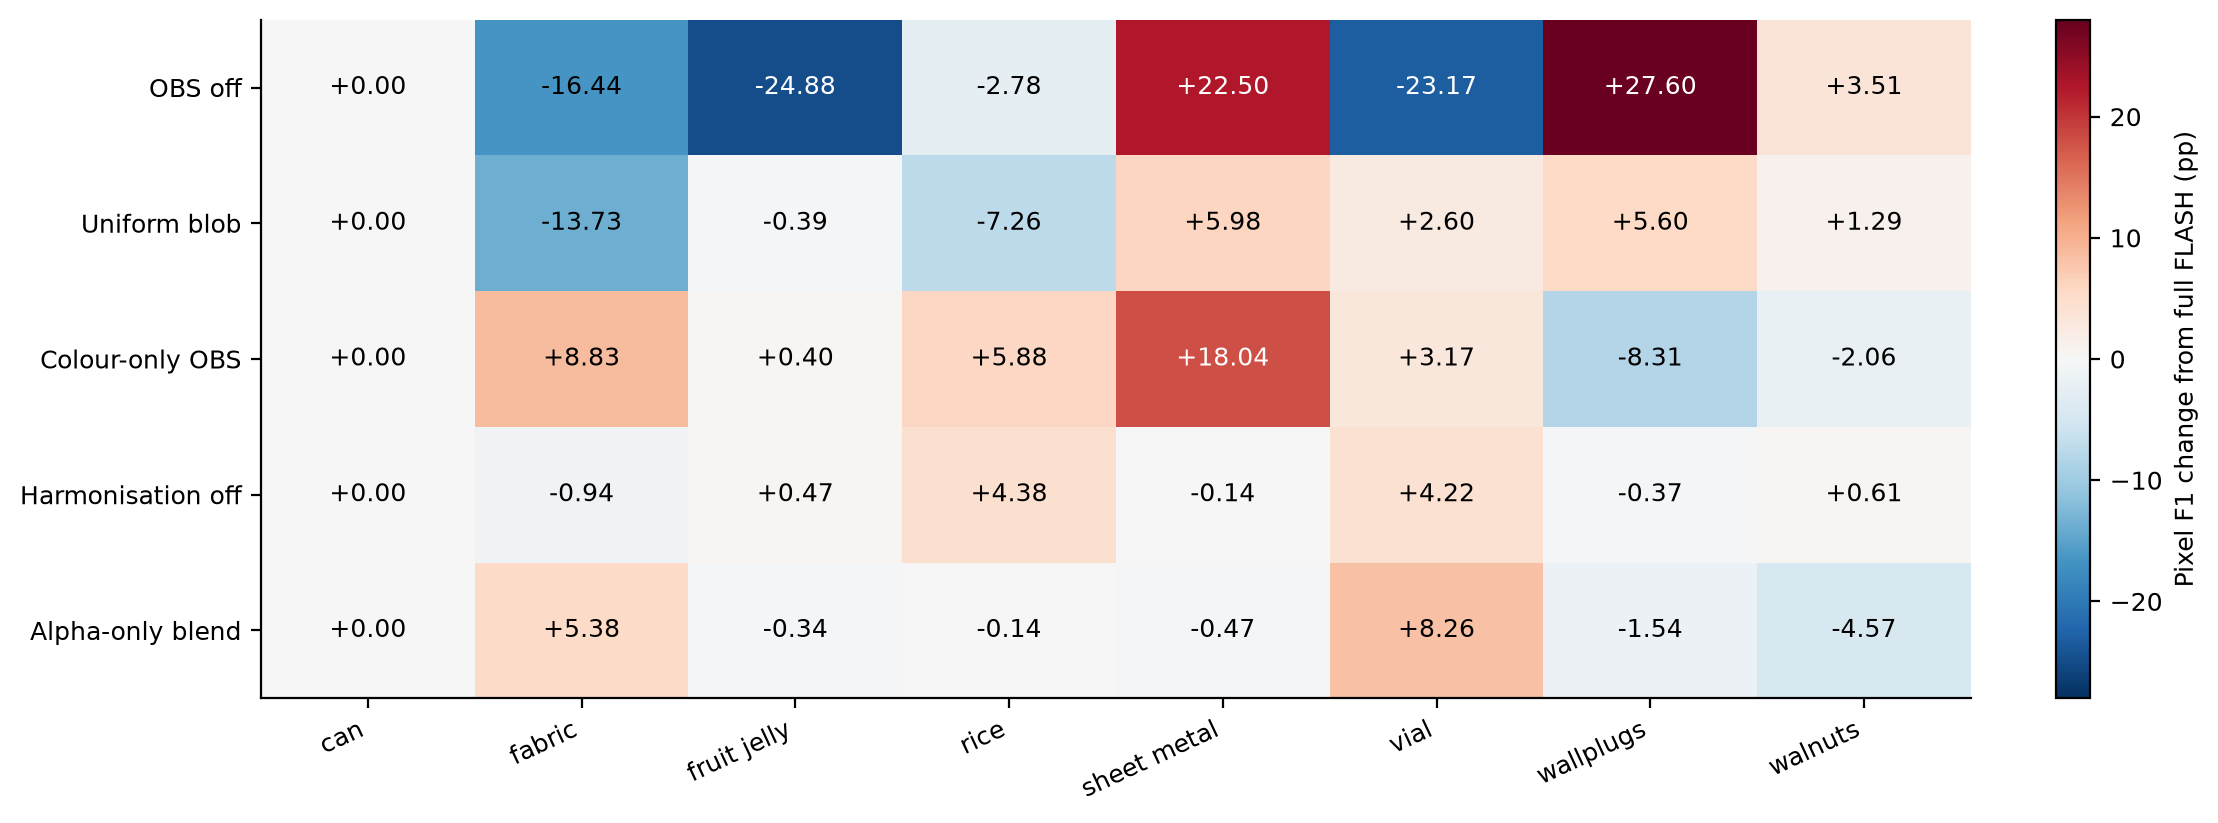 OBS off +0.00 -16.44 -24.88 -2.78 +22.50 -23.17 +27.60 +3.51
Uniform blob +0.00 -13.73 -0.39 -7.26 +5.98 +2.60 +5.60 +1.29
Colour-only OBS +0.00 +8.83 +0.40 +5.88 +18.04 +3.17 -8.31 -2.06
Harmonisation off +0.00 -0.94 +0.47 +4.38 -0.14 +4.22 -0.37 +0.61
Alpha-only blend +0.00 +5.38 -0.34 -0.14 -0.47 +8.26 -1.54 -4.57
can fabric fruit jelly rice sheet metal vial wallplugs walnuts
20
10
0
−10
−20
Pixel F1 change from full FLASH (pp)